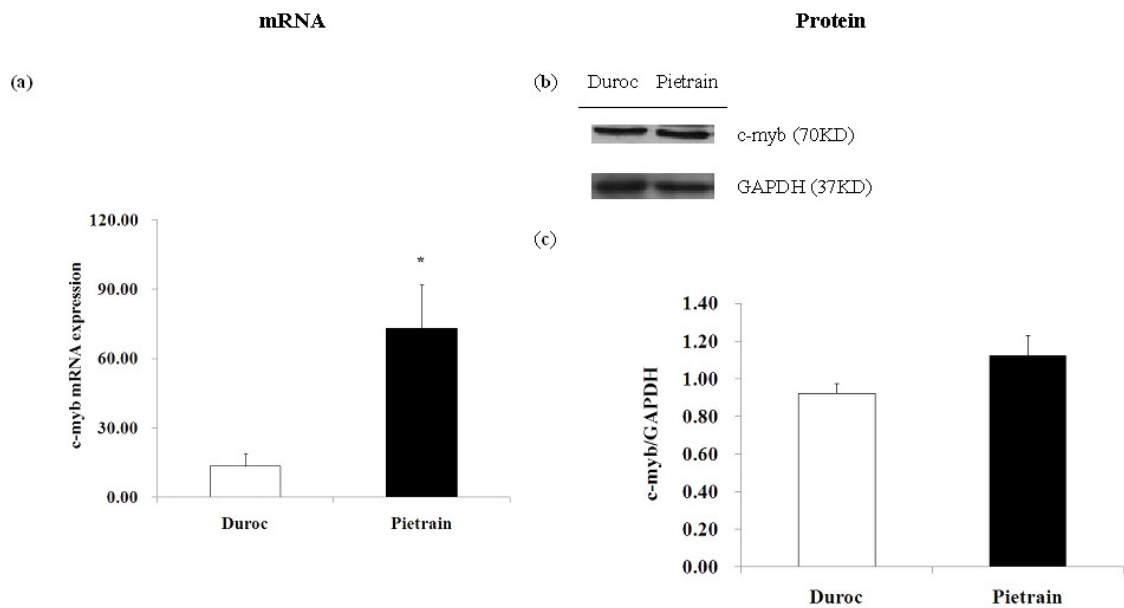 mRNA
Protein
(a)
(b)
Duroc Pietrain
c-myb (70KD)
GAPDH (37KD)
(c)
c-myb mRNA expression
120.00
90.00
60.00
30.00
0.00
*
Duroc Pietrain
c-myb/GAPDH
1.40
1.20
1.00
0.80
0.60
0.40
0.20
0.00
Duroc Pietrain